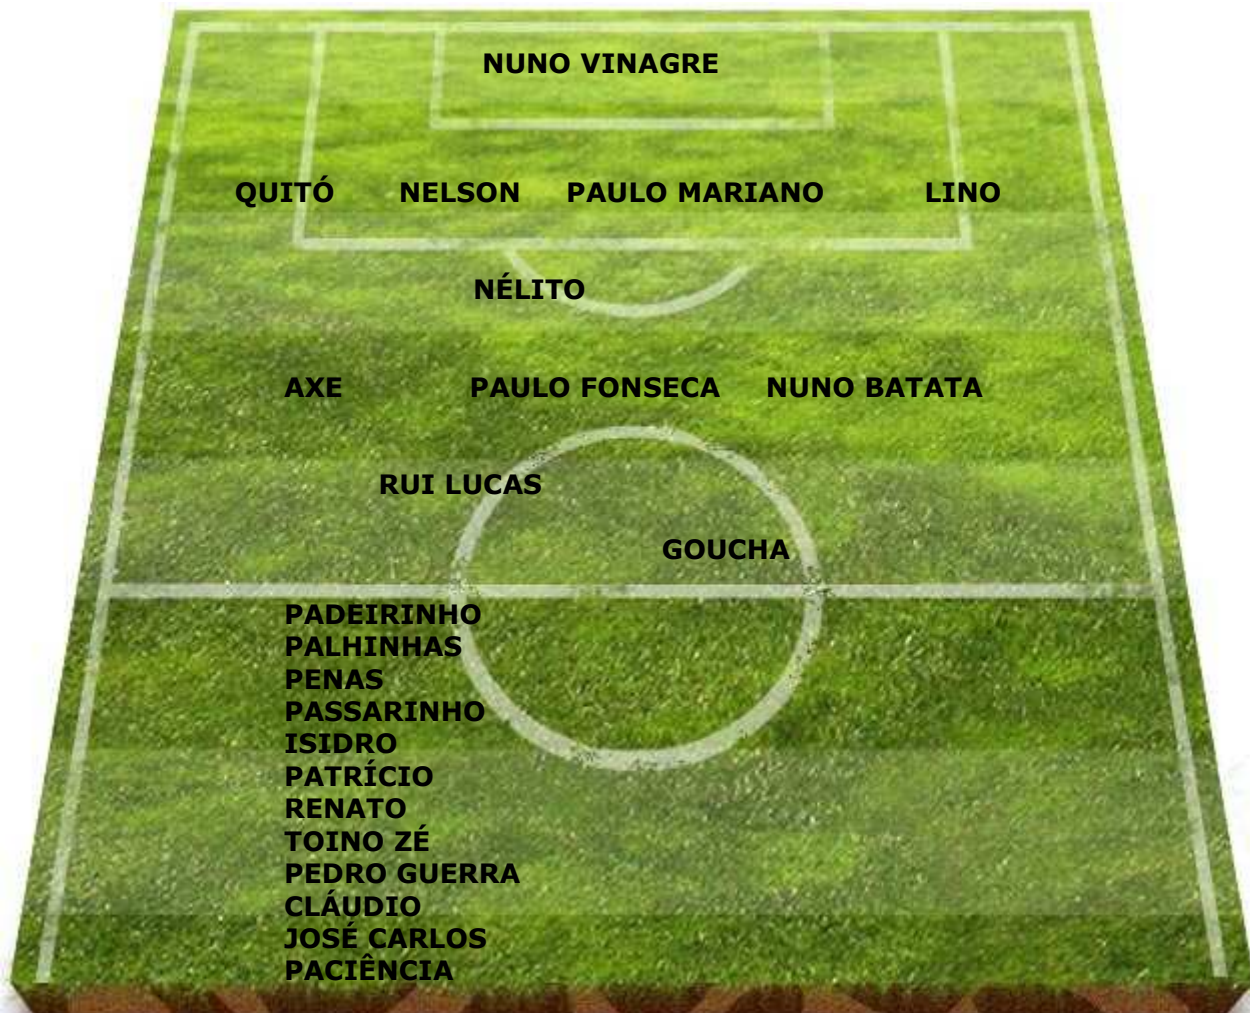 NUNO VINAGRE
QUITÓ NELSON PAULO MARIANO LINO
NÉLITO
AXE PAULO FONSECA NUNO BATATA
RUI LUCAS
GOUCHA
PADEIRINHO
PALHINHAS
PENAS
PASSARINHO
ISIDRO
PATRÍCIO
RENATO
TOINO ZÉ
PEDRO GUERRA
CLÁUDIO
JOSÉ CARLOS
PACIÊNCIA